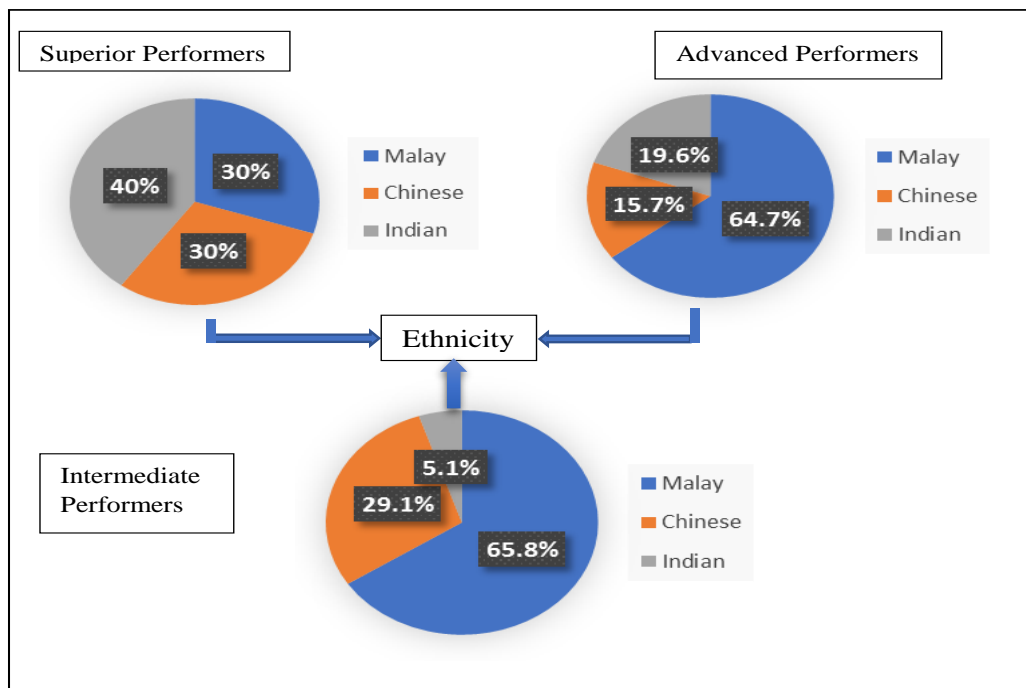 Superior Performers
Advanced Performers
40%
30%
30%
Malay
Chinese
Indian
19.6%
15.7%
64.7%
Malay
Chinese
Indian
Ethnicity
Intermediate
Performers
5.1%
29.1%
65.8%
Malay
Chinese
Indian